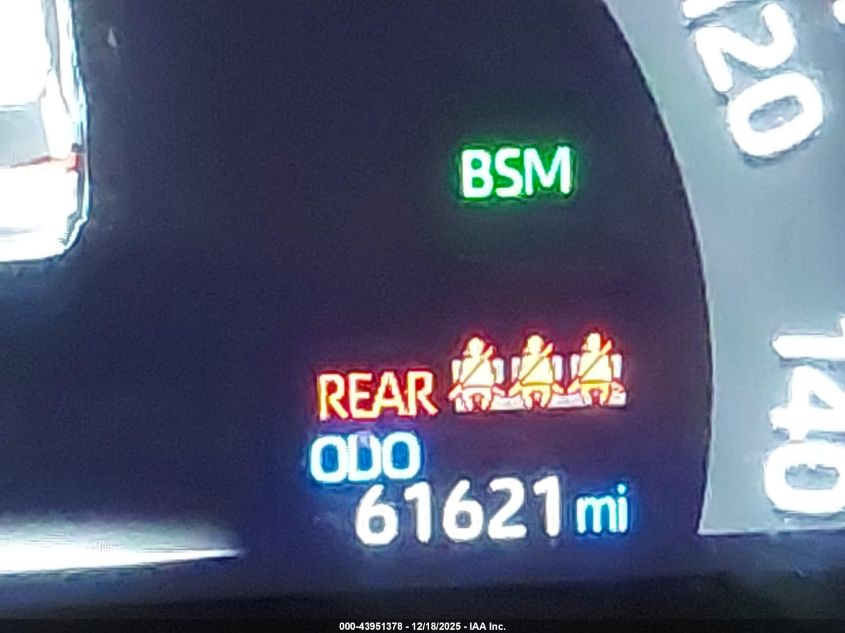 120
BSM
140
REAR
ODO
61621 mi
000-43951378 - 12/18/2025 - IAA Inc.